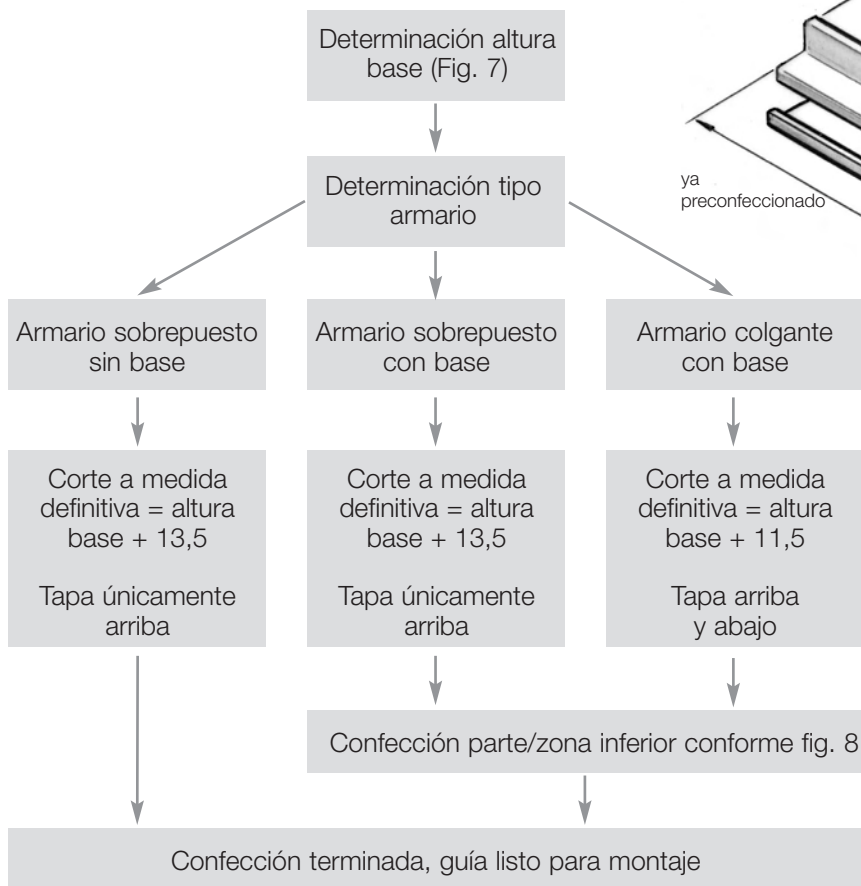 Determinación altura
base (Fig. 7)
ya
preconfeccionado
Determinación tipo
armario
Armario sobrepuesto
sin base
Armario sobrepuesto
con base
Armario colgante
con base
Corte a medida
definitiva = altura
base + 13,5
Tapa únicamente
arriba
Corte a medida
definitiva = altura
base + 13,5
Tapa únicamente
arriba
Corte a medida
definitiva = altura
base + 11,5
Tapa arriba
y abajo
Confección parte/zona inferior conforme fig. 8
Confección terminada, guía listo para montaje